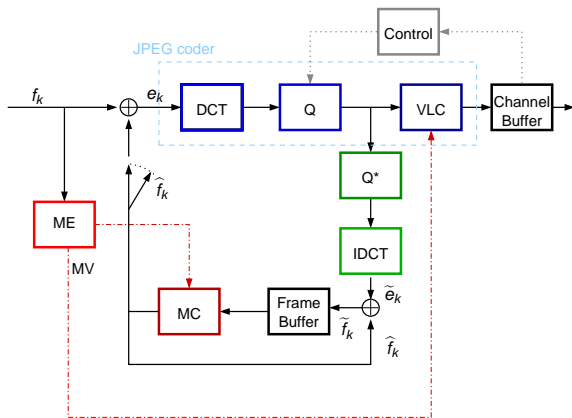 JPEG coder
Control
f_k
e_k
DCT
Q
VLC
Channel
Buffer
Q*
f̂_k
ME
IDCT
MV
ẽ_k
MC
Frame
Buffer
f̃_k
f̂_k